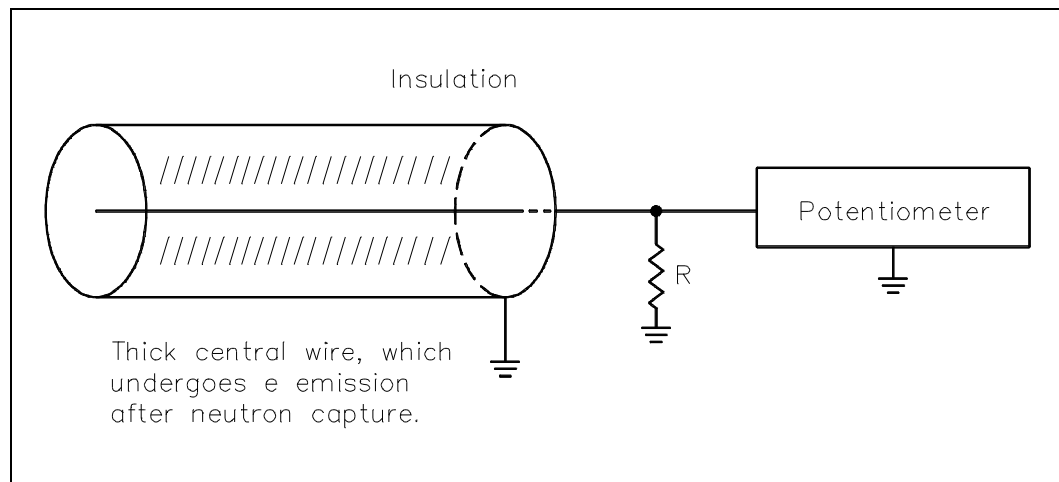 Insulation
Potentiometer
R
Thick central wire, which
undergoes e emission
after neutron capture.